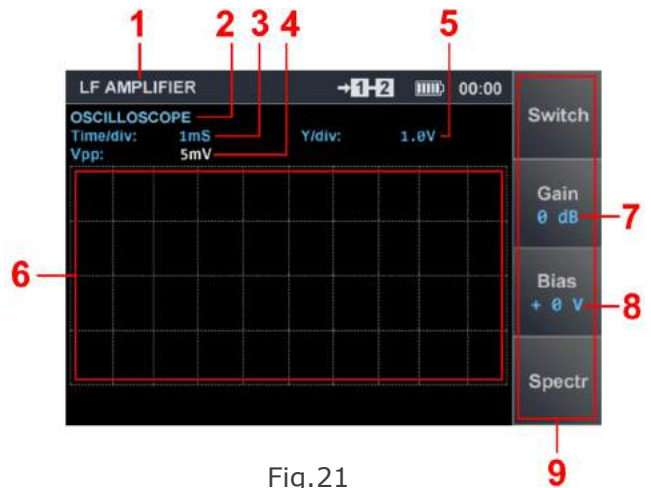 1 2 3 4 5
LF AMPLIFIER →1-2 00:00
OSCILLOSCOPE
Time/div: 1mS Y/div: 1.0V
Vpp: 5mV
Switch
Gain
0 dB
7
6
Bias
+ 0 V
8
Spectr
9
Fig.21